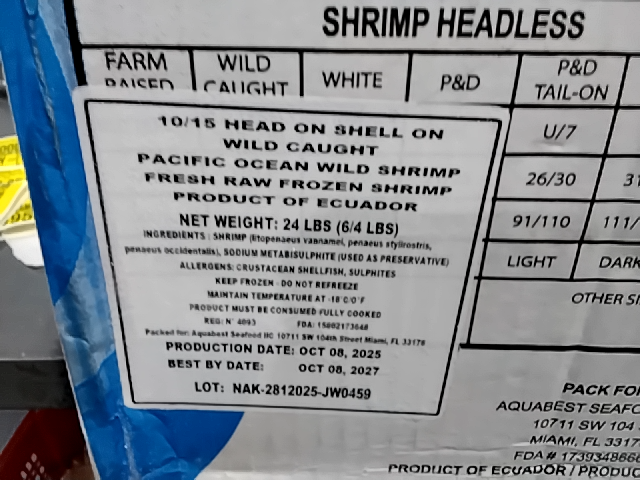 SHRIMP HEADLESS
FARM RAISED WILD CAUGHT WHITE P&D P&D TAIL-ON
U/7
26/30
91/110
LIGHT DARK
10/15 HEAD ON SHELL ON
WILD CAUGHT
PACIFIC OCEAN WILD SHRIMP
FRESH RAW FROZEN SHRIMP
PRODUCT OF ECUADOR
NET WEIGHT: 24 LBS (6/4 LBS)
INGREDIENTS: SHRIMP (litopenaeus vannamei, penaeus stylirostris,
penaeus occidentalis), SODIUM METABISULPHITE (USED AS PRESERVATIVE)
ALLERGENS: CRUSTACEAN SHELLFISH, SULPHITES
KEEP FROZEN - DO NOT REFREEZE
MAINTAIN TEMPERATURE AT -18°C/0°F
PRODUCT MUST BE CONSUMED FULLY COOKED
REG: N° 4093 FDA: 15802173648
Packed for: Aquabest Seafood llC 10711 SW 104th Street Miami, FL 33176
PRODUCTION DATE: OCT 08, 2025
BEST BY DATE: OCT 08, 2027
LOT: NAK-2812025-JW0459
OTHER
PACK FO
AQUABEST SEAFO
10711 SW 104
MIAMI, FL 3317
FDA # 1739348666
PRODUCT OF ECUADOR / PRODUC